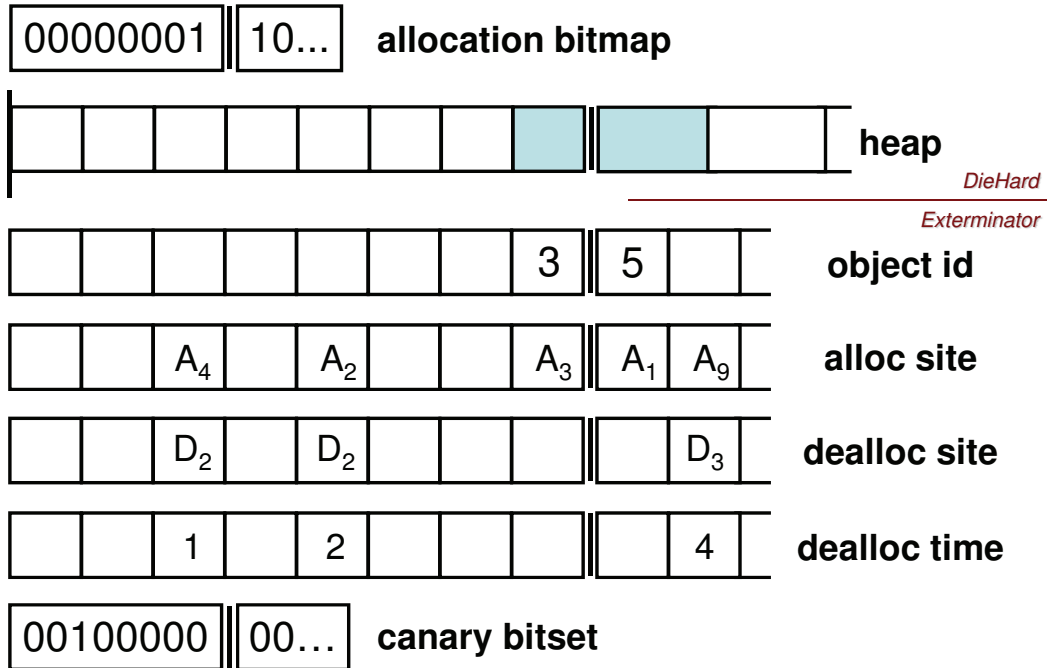 00000001 10... allocation bitmap
heap
DieHard
Exterminator
3 5 object id
A₄ A₂ A₃ A₁ A₉ alloc site
D₂ D₂ D₃ dealloc site
1 2 4 dealloc time
00100000 00... canary bitset